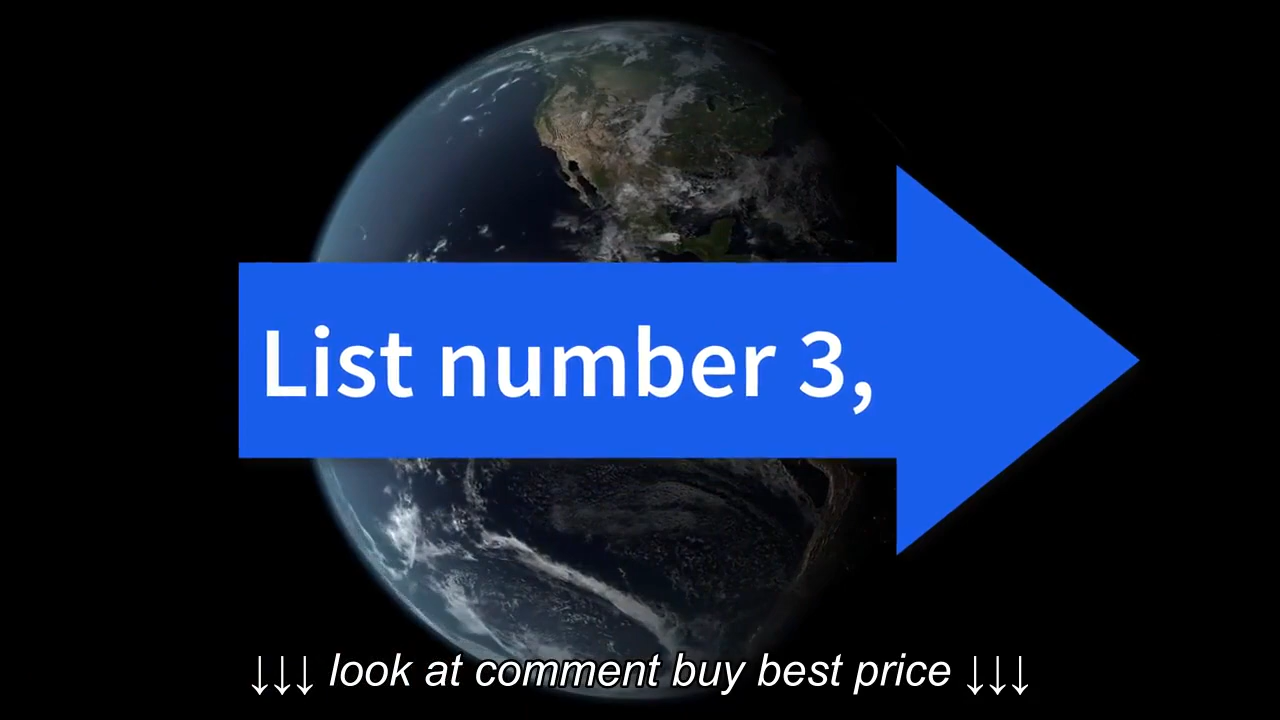 List number 3,
↓↓↓ look at comment buy best price ↓↓↓